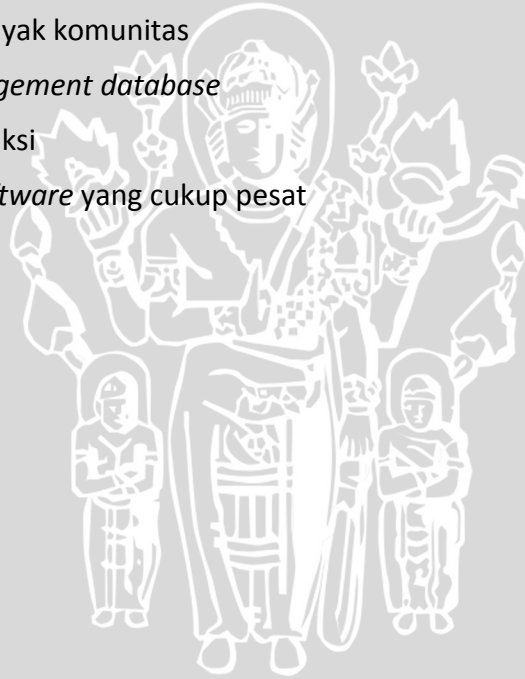 yak komunitas
gement database
ksi
tware yang cukup pesat